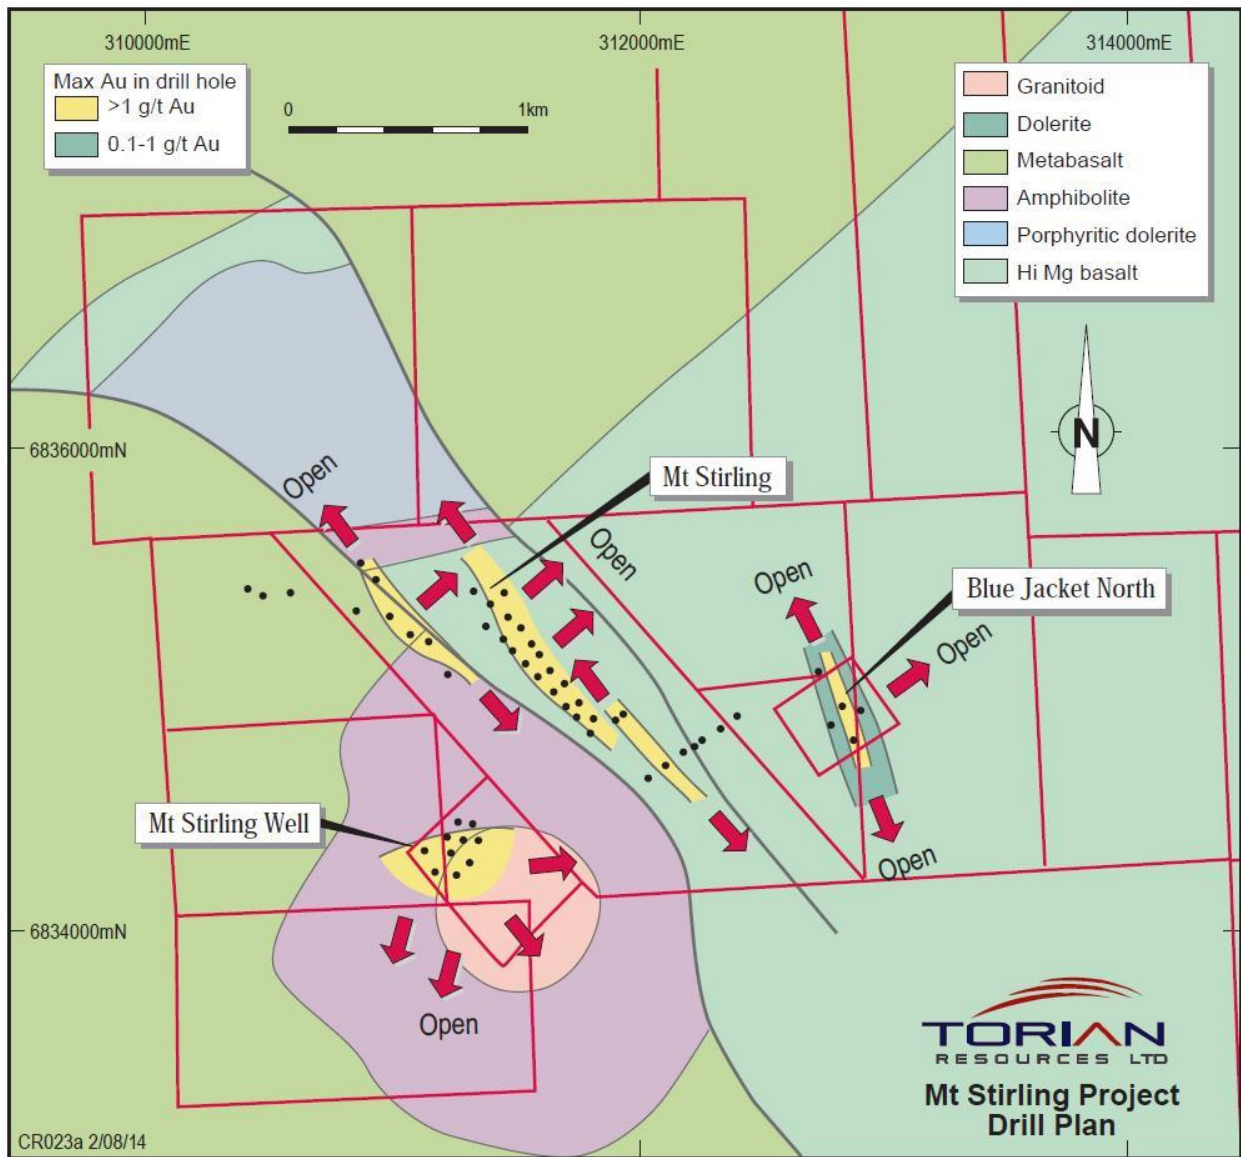 310000mE
312000mE
314000mE
Max Au in drill hole
>1 g/t Au
0.1-1 g/t Au
0
1km
Granitoid
Dolerite
Metabasalt
Amphibolite
Porphyritic dolerite
Hi Mg basalt
6836000mN
Open
Mt Stirling
N
Open
Open
Blue Jacket North
Open
Mt Stirling Well
Open
6834000mN
Open
TORIAN
RESOURCES LTD
Mt Stirling Project
Drill Plan
CR023a 2/08/14